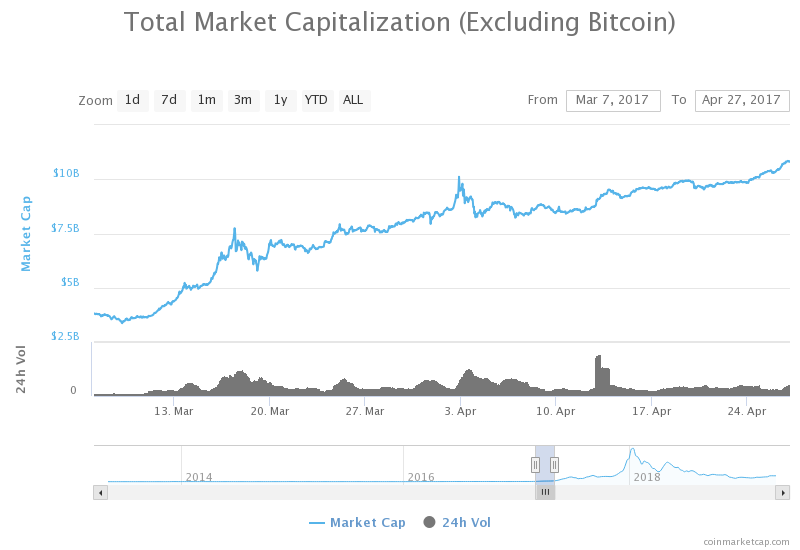 Total Market Capitalization (Excluding Bitcoin)
Zoom 1d 7d 1m 3m 1y YTD ALL From Mar 7, 2017 To Apr 27, 2017
Market Cap
$10B
$7.5B
$5B
$2.5B
24h Vol
0
13. Mar 20. Mar 27. Mar 3. Apr 10. Apr 17. Apr 24. Apr
2014 2016 2018
Market Cap 24h Vol
coinmarketcap.com